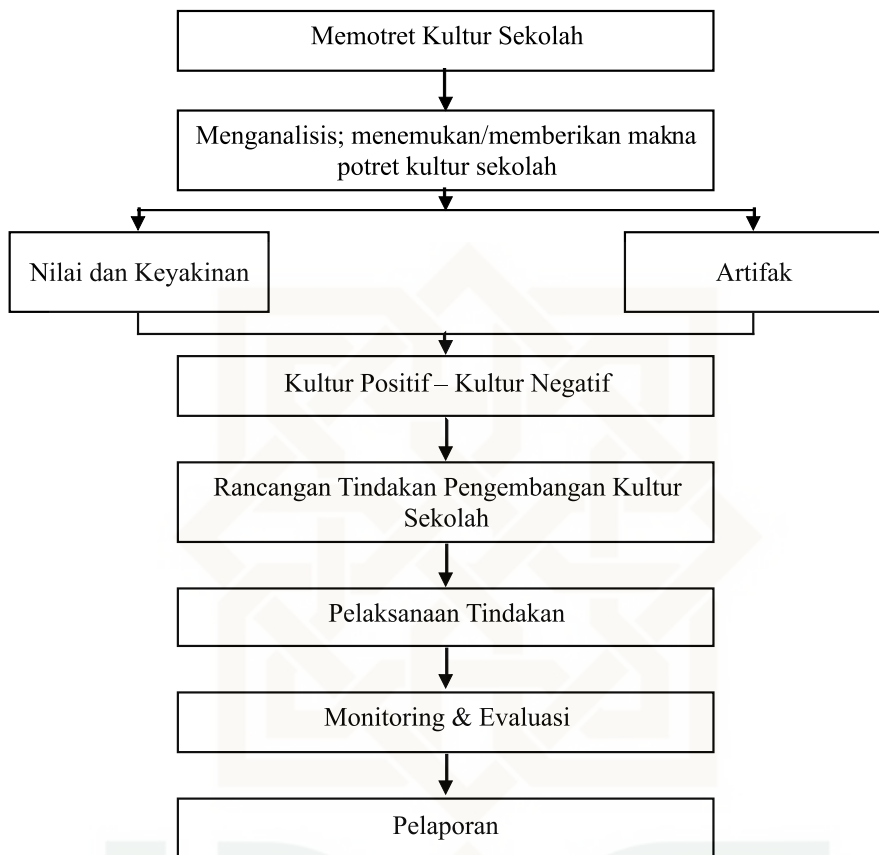 Memotret Kultur Sekolah
Menganalisis; menemukan/memberikan makna
potret kultur sekolah
Nilai dan Keyakinan
Artifak
Kultur Positif – Kultur Negatif
Rancangan Tindakan Pengembangan Kultur
Sekolah
Pelaksanaan Tindakan
Monitoring & Evaluasi
Pelaporan